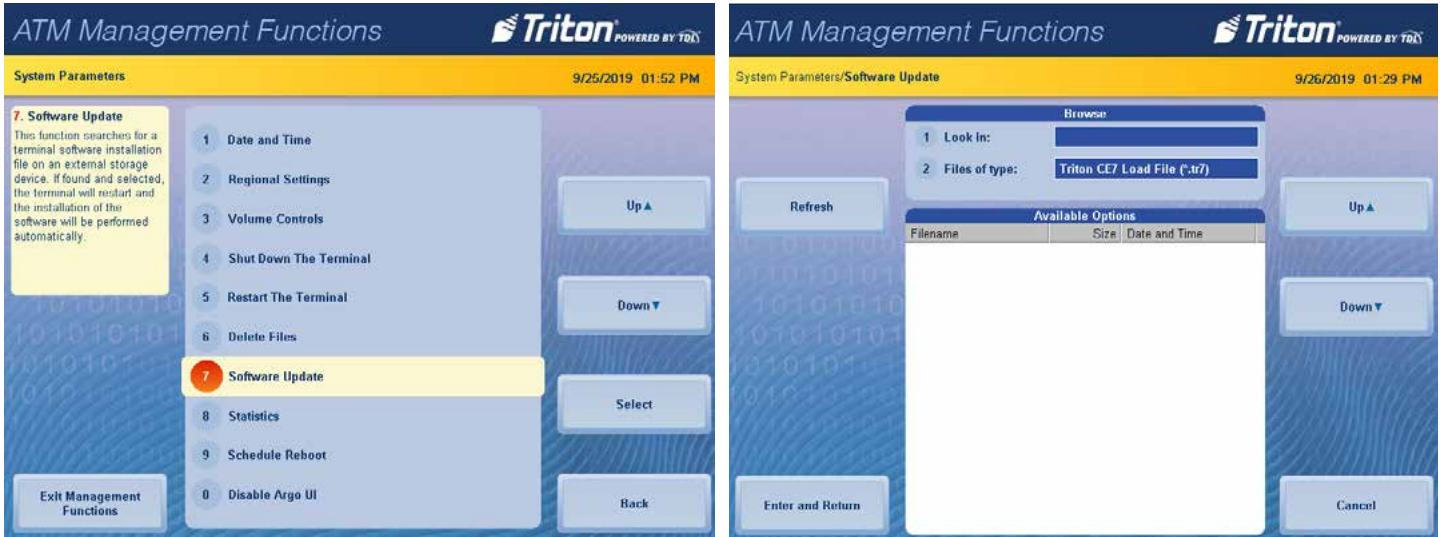 ATM Management Functions
Triton POWERED BY TDL
System Parameters
9/25/2019 01:52 PM
7. Software Update
This function searches for a
terminal software installation
file on an external storage
device. If found and selected,
the terminal will restart and
the installation of the
software will be performed
automatically.
1 Date and Time
2 Regional Settings
3 Volume Controls
4 Shut Down The Terminal
5 Restart The Terminal
6 Delete Files
7 Software Update
8 Statistics
9 Schedule Reboot
0 Disable Argo UI
Up▲
Down▼
Select
Back
Exit Management
Functions
ATM Management Functions
Triton POWERED BY TDL
System Parameters/Software Update
9/26/2019 01:29 PM
Browse
1 Look in:
2 Files of type: Triton CE7 Load File (*.tr7)
Refresh
Available Options
Filename Size Date and Time
Up▲
Down▼
Enter and Return
Cancel